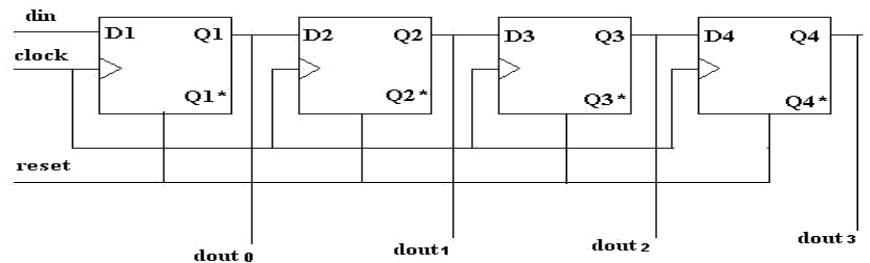 din
D1 Q1 D2 Q2 D3 Q3 D4 Q4
clock
Q1* Q2* Q3* Q4*
reset
dout 0 dout1 dout 2 dout 3